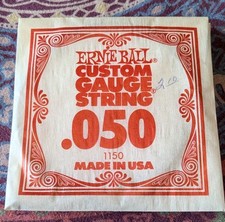 ERNIE BALL®
CUSTOM
GAUGE
STRING
.050
1150
MADE IN USA